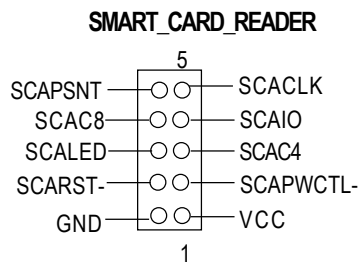 SMART_CARD_READER
5
SCAPSNT SCACLK
SCAC8 SCAIO
SCALED SCAC4
SCARST- SCAPWCTL-
GND VCC
1